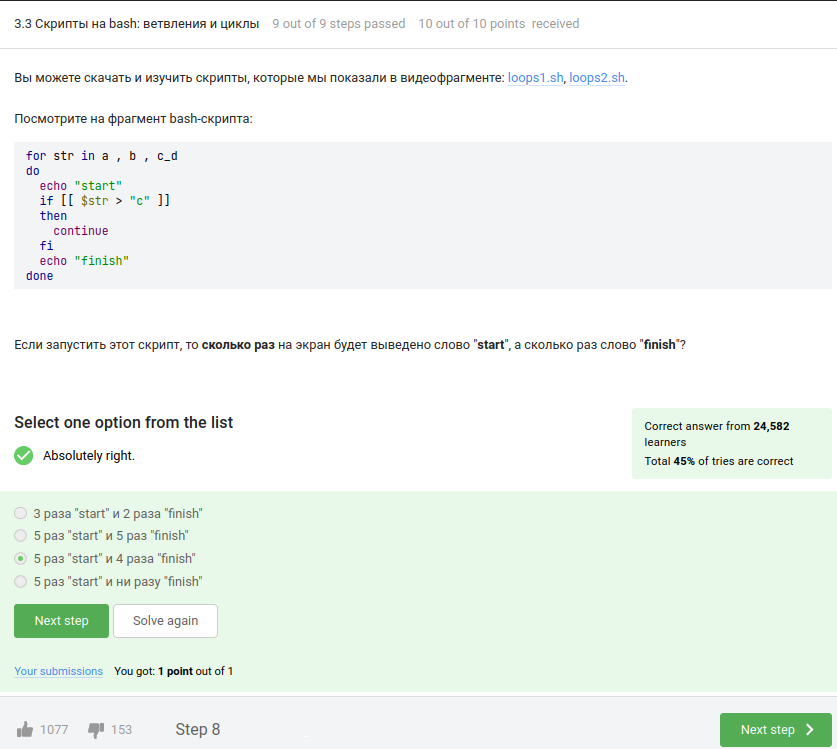 3.3 Скрипты на bash: ветвления и циклы 9 out of 9 steps passed 10 out of 10 points received
Вы можете скачать и изучить скрипты, которые мы показали в видеофрагменте: loops1.sh, loops2.sh.
Посмотрите на фрагмент bash-скрипта:
for str in a , b , c_d
do
  echo "start"
  if [[ $str > "c" ]]
  then
    continue
  fi
  echo "finish"
done
Если запустить этот скрипт, то сколько раз на экран будет выведено слово "start", а сколько раз слово "finish"?
Select one option from the list
Absolutely right.
Correct answer from 24,582
learners
Total 45% of tries are correct
3 раза "start" и 2 раза "finish"
5 раз "start" и 5 раз "finish"
5 раз "start" и 4 раза "finish"
5 раз "start" и ни разу "finish"
Next step Solve again
Your submissions You got: 1 point out of 1
1077 153 Step 8 Next step